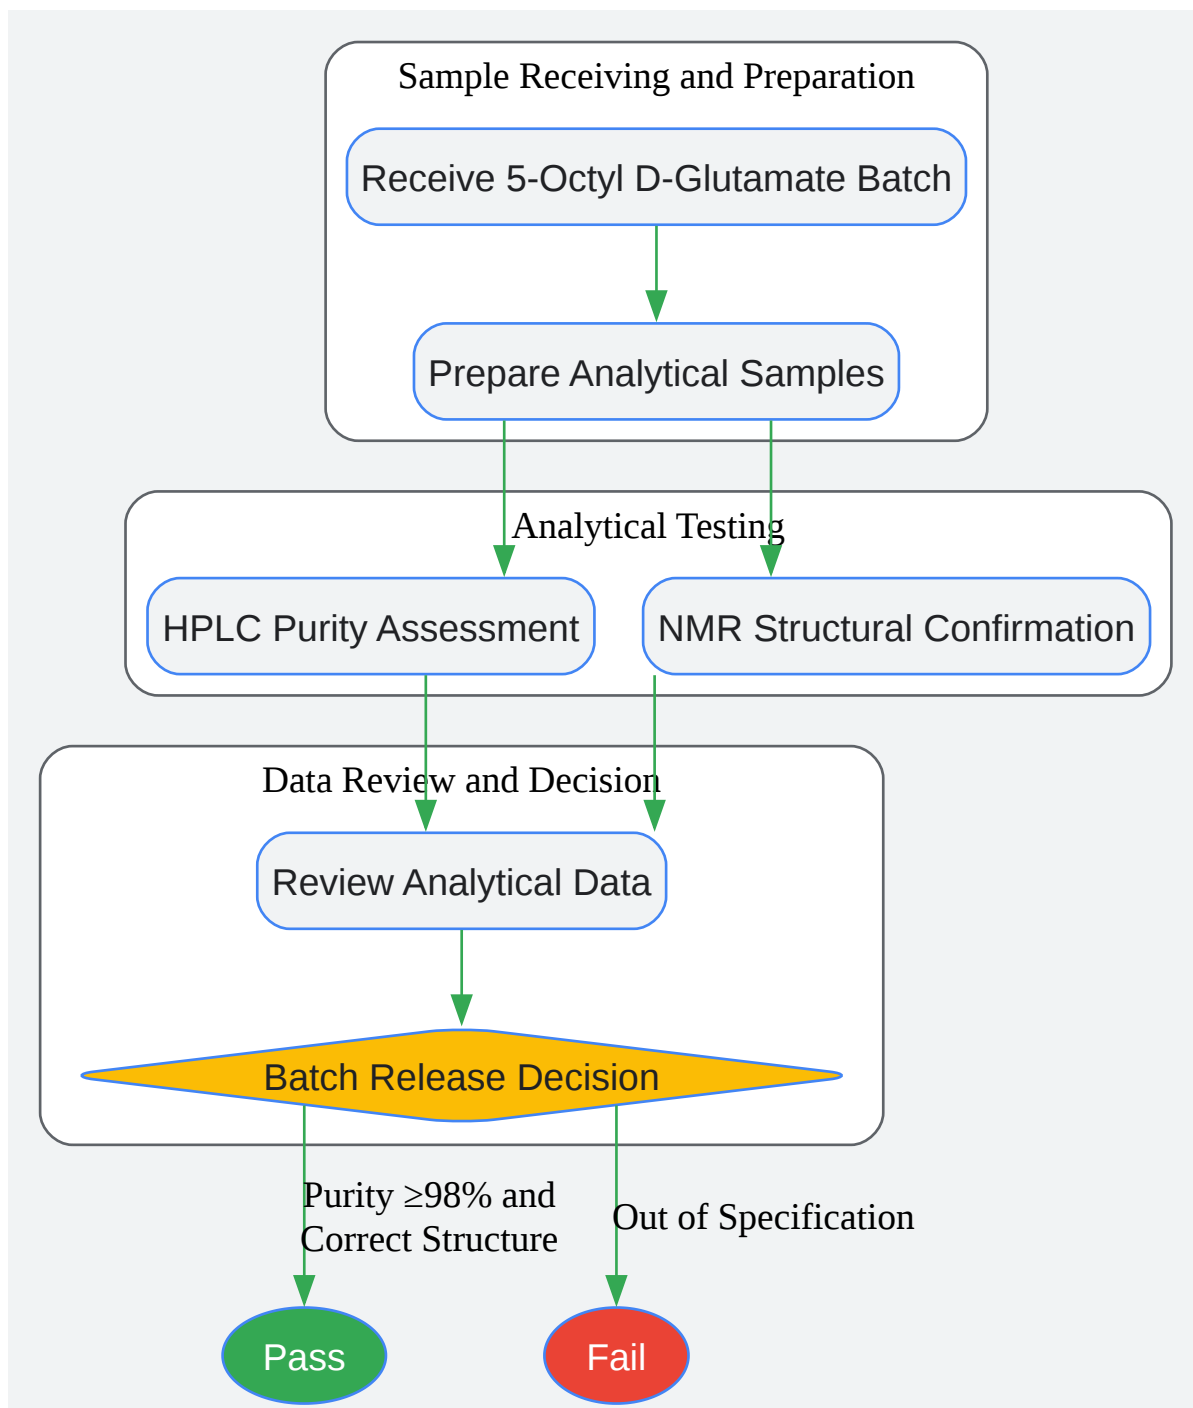 Sample Receiving and Preparation
Receive 5-Octyl D-Glutamate Batch
Prepare Analytical Samples
Analytical Testing
HPLC Purity Assessment
NMR Structural Confirmation
Data Review and Decision
Review Analytical Data
Batch Release Decision
Purity ≥98% and
Correct Structure
Out of Specification
Pass
Fail